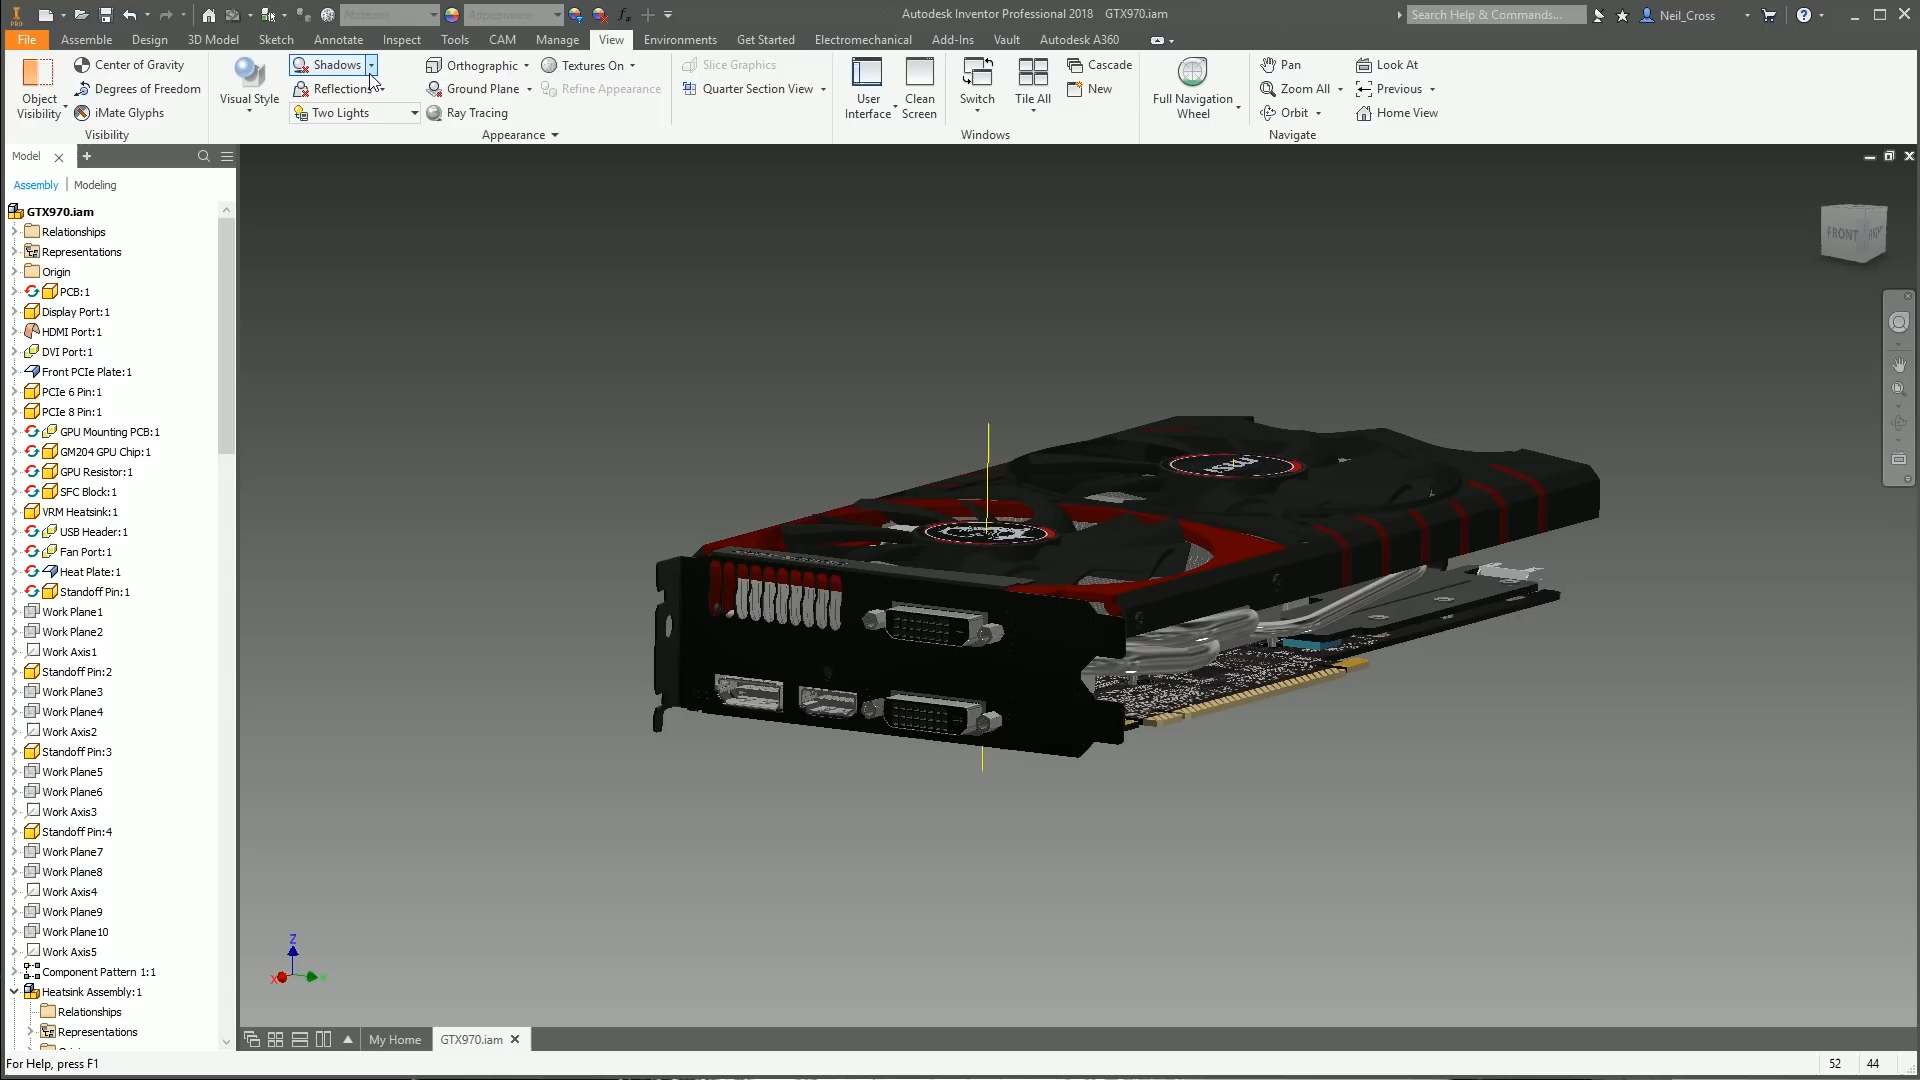 Autodesk Inventor Professional 2018 GTX970.iam
Search Help & Commands...
Neil_Cross
PRO
Material
Appearance
File Assemble Design 3D Model Sketch Annotate Inspect Tools CAM Manage View Environments Get Started Electromechanical Add-Ins Vault Autodesk A360
Object Visibility
Center of Gravity
Degrees of Freedom
iMate Glyphs
Visibility
Visual Style
Shadows
Reflections
Two Lights
Orthographic
Ground Plane
Ray Tracing
Textures On
Refine Appearance
Appearance
Slice Graphics
Quarter Section View
User Interface
Clean Screen
Switch
Tile All
Cascade
New
Windows
Full Navigation Wheel
Pan
Zoom All
Orbit
Look At
Previous
Home View
Navigate
Model
Assembly | Modeling
GTX970.iam
Relationships
Representations
Origin
PCB:1
Display Port:1
HDMI Port:1
DVI Port:1
Front PCIe Plate:1
PCIe 6 Pin:1
PCIe 8 Pin:1
GPU Mounting PCB:1
GM204 GPU Chip:1
GPU Resistor:1
SFC Block:1
VRM Heatsink:1
USB Header:1
Fan Port:1
Heat Plate:1
Standoff Pin:1
Work Plane1
Work Plane2
Work Axis1
Standoff Pin:2
Work Plane3
Work Plane4
Work Axis2
Standoff Pin:3
Work Plane5
Work Plane6
Work Axis3
Standoff Pin:4
Work Plane7
Work Plane8
Work Axis4
Work Plane9
Work Plane10
Work Axis5
Component Pattern 1:1
Heatsink Assembly:1
Relationships
Representations
FRONT
RIGHT
msi
Z
X
Y
My Home
GTX970.iam
For Help, press F1
52 44